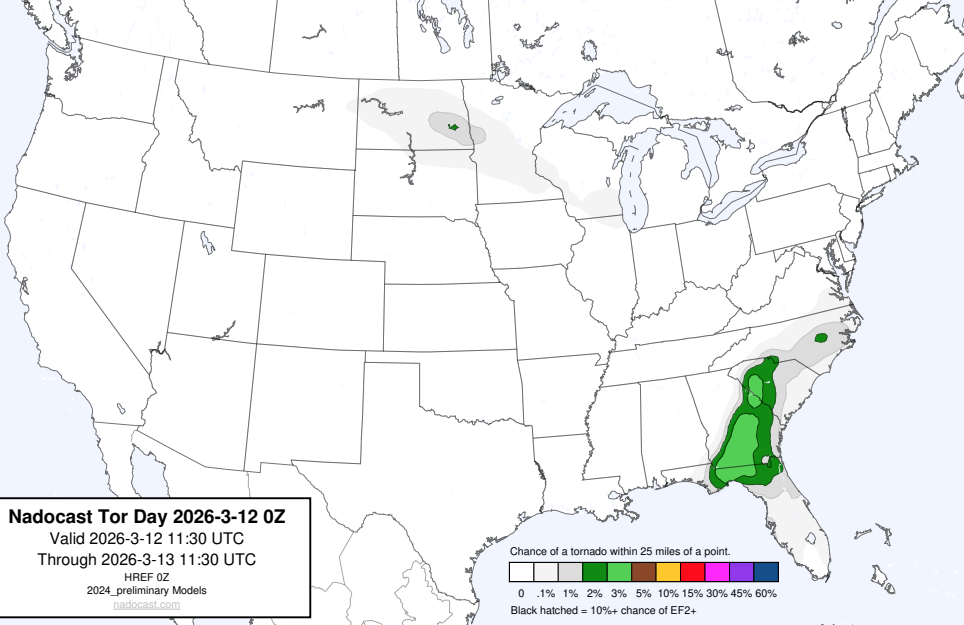 Nadocast Tor Day 2026-3-12 0Z
Valid 2026-3-12 11:30 UTC
Through 2026-3-13 11:30 UTC
HREF 0Z
2024_preliminary Models
nadocast.com
Chance of a tornado within 25 miles of a point.
0 .1% 1% 2% 3% 5% 10% 15% 30% 45% 60%
Black hatched = 10%+ chance of EF2+